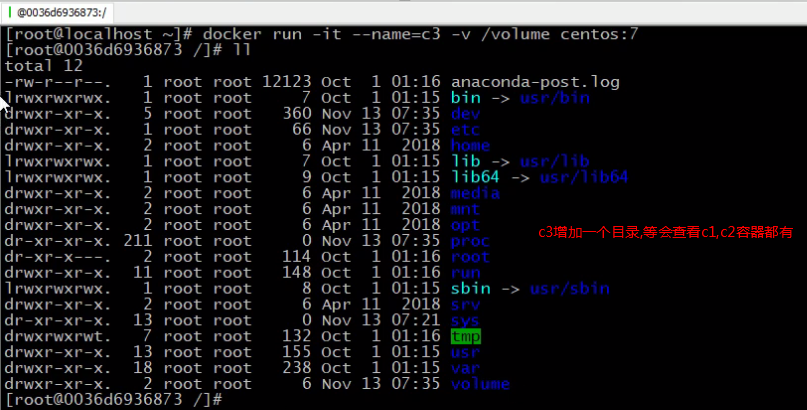 @0036d6936873:/
[root@localhost ~]# docker run -it --name=c3 -v /volume centos:7
[root@0036d6936873 /]# ll
total 12
-rw-r--r--. 1 root root 12123 Oct 1 01:16 anaconda-post.log
lrwxrwxrwx. 1 root root 7 Oct 1 01:15 bin -> usr/bin
drwxr-xr-x. 5 root root 360 Nov 13 07:35 dev
drwxr-xr-x. 1 root root 66 Nov 13 07:35 etc
drwxr-xr-x. 2 root root 6 Apr 11 2018 home
lrwxrwxrwx. 1 root root 7 Oct 1 01:15 lib -> usr/lib
lrwxrwxrwx. 1 root root 9 Oct 1 01:15 lib64 -> usr/lib64
drwxr-xr-x. 2 root root 6 Apr 11 2018 media
drwxr-xr-x. 2 root root 6 Apr 11 2018 mnt
drwxr-xr-x. 2 root root 6 Apr 11 2018 opt
dr-xr-xr-x. 211 root root 0 Nov 13 07:35 proc
c3增加一个目录,等会查看c1,c2容器都有
dr-xr-x---. 2 root root 114 Oct 1 01:16 root
drwxr-xr-x. 11 root root 148 Oct 1 01:16 run
lrwxrwxrwx. 1 root root 8 Oct 1 01:15 sbin -> usr/sbin
drwxr-xr-x. 2 root root 6 Apr 11 2018 srv
dr-xr-xr-x. 13 root root 0 Nov 13 07:21 sys
drwxrwxrwt. 7 root root 132 Oct 1 01:16 tmp
drwxr-xr-x. 13 root root 155 Oct 1 01:15 usr
drwxr-xr-x. 18 root root 238 Oct 1 01:15 var
drwxr-xr-x. 2 root root 6 Nov 13 07:35 volume
[root@0036d6936873 /]#